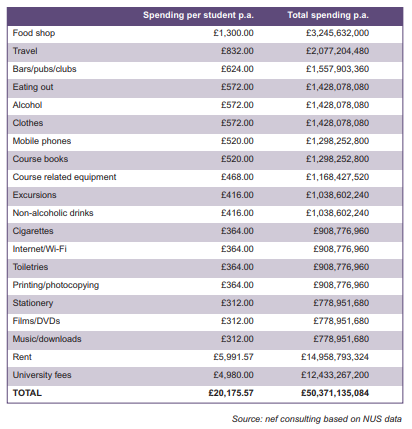 Spending per student p.a. Total spending p.a.
Food shop £1,300.00 £3,245,632,000
Travel £832.00 £2,077,204,480
Bars/pubs/clubs £624.00 £1,557,903,360
Eating out £572.00 £1,428,078,080
Alcohol £572.00 £1,428,078,080
Clothes £572.00 £1,428,078,080
Mobile phones £520.00 £1,298,252,800
Course books £520.00 £1,298,252,800
Course related equipment £468.00 £1,168,427,520
Excursions £416.00 £1,038,602,240
Non-alcoholic drinks £416.00 £1,038,602,240
Cigarettes £364.00 £908,776,960
Internet/Wi-Fi £364.00 £908,776,960
Toiletries £364.00 £908,776,960
Printing/photocopying £364.00 £908,776,960
Stationery £312.00 £778,951,680
Films/DVDs £312.00 £778,951,680
Music/downloads £312.00 £778,951,680
Rent £5,991.57 £14,958,793,324
University fees £4,980.00 £12,433,267,200
TOTAL £20,175.57 £50,371,135,084
Source: nef consulting based on NUS data